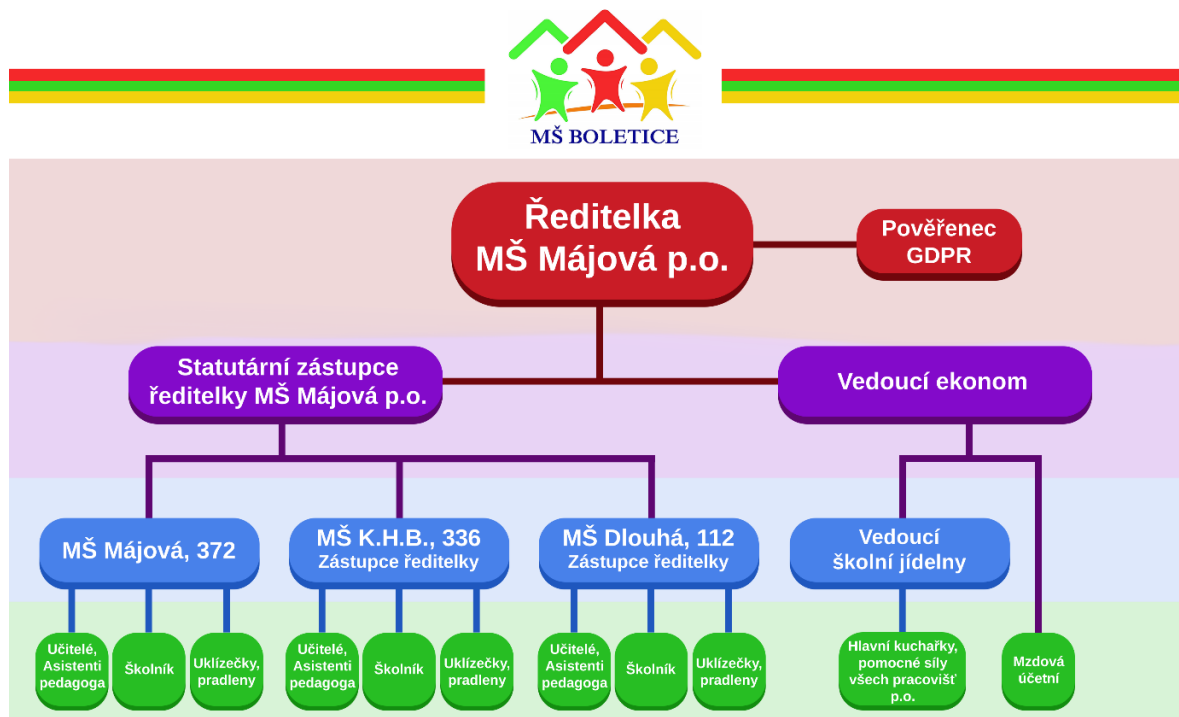 MŠ BOLETICE
Ředitelka
MŠ Májová p.o.
Pověřenec
GDPR
Statutární zástupce
ředitelky MŠ Májová p.o.
Vedoucí ekonom
MŠ Májová, 372
MŠ K.H.B., 336
Zástupce ředitelky
MŠ Dlouhá, 112
Zástupce ředitelky
Vedoucí
školní jídelny
Učitelé,
Asistenti
pedagoga
Školník
Uklízečky,
pradleny
Učitelé,
Asistenti
pedagoga
Školník
Uklízečky,
pradleny
Učitelé,
Asistenti
pedagoga
Školník
Uklízečky,
pradleny
Hlavní kuchařky,
pomocné síly
všech pracovišť
p.o.
Mzdová
účetní